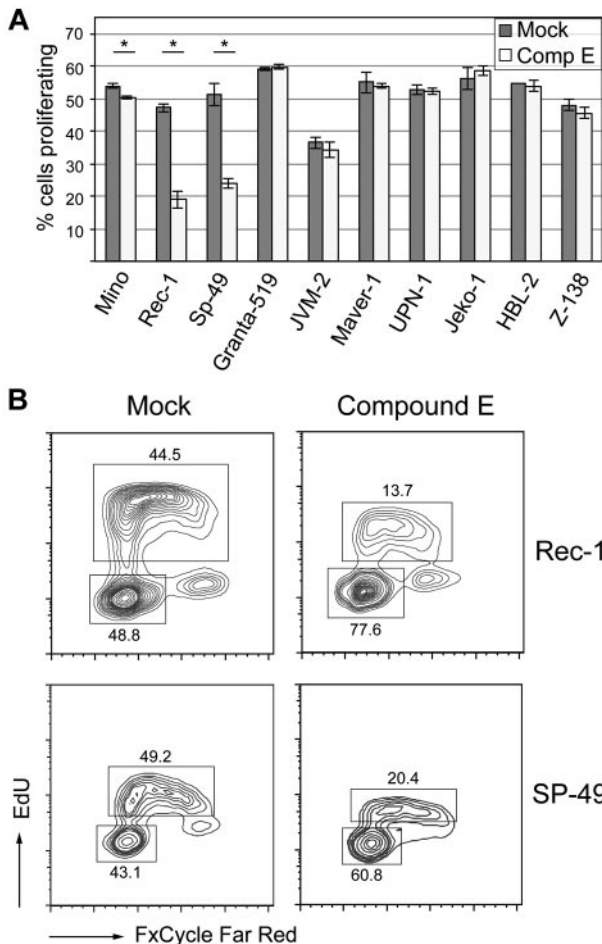 A
% cells proliferating
70
60
50
40
30
20
10
* * *
Mock
Comp E
Mino
Rec-1
Sp-49
Granta-519
JVM-2
Maver-1
UPN-1
Jeko-1
HBL-2
Z-138
B
Mock
Compound E
44.5
48.8
13.7
77.6
Rec-1
49.2
43.1
20.4
60.8
SP-49
EdU
FxCycle Far Red